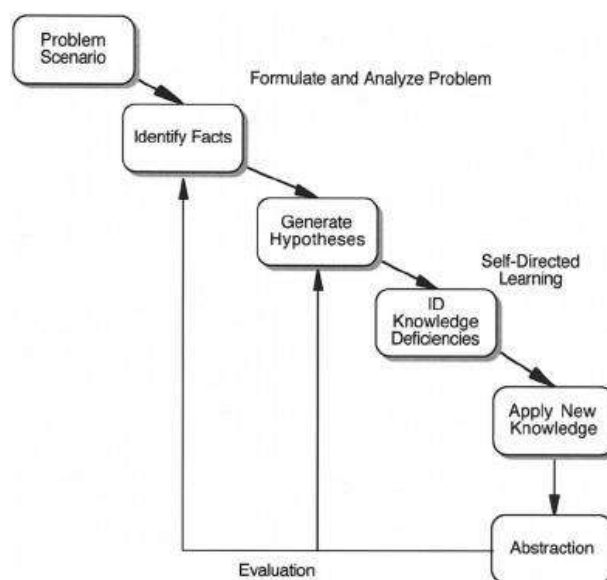 Problem
Scenario
Formulate and Analyze Problem
Identify Facts
Generate
Hypotheses
Self-Directed
Learning
ID
Knowledge
Deficiencies
Apply New
Knowledge
Abstraction
Evaluation